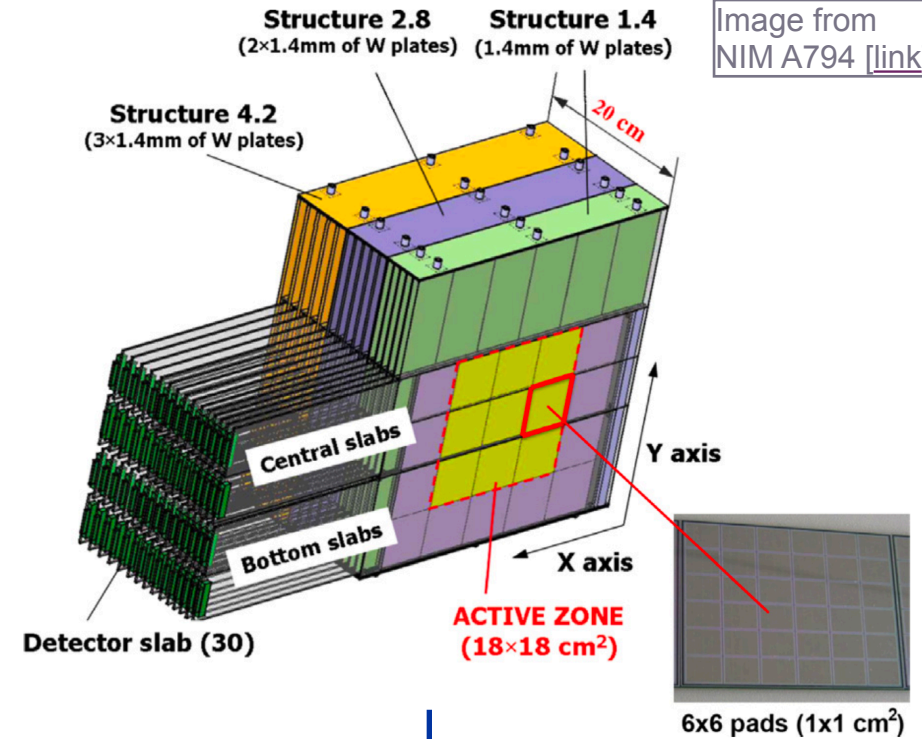 Structure 2.8
(2×1.4mm of W plates)
Structure 1.4
(1.4mm of W plates)
Image from
NIM A794 [link
Structure 4.2
(3×1.4mm of W plates)
20 cm
Central slabs
Bottom slabs
Y axis
X axis
ACTIVE ZONE
(18×18 cm²)
Detector slab (30)
6x6 pads (1x1 cm²)